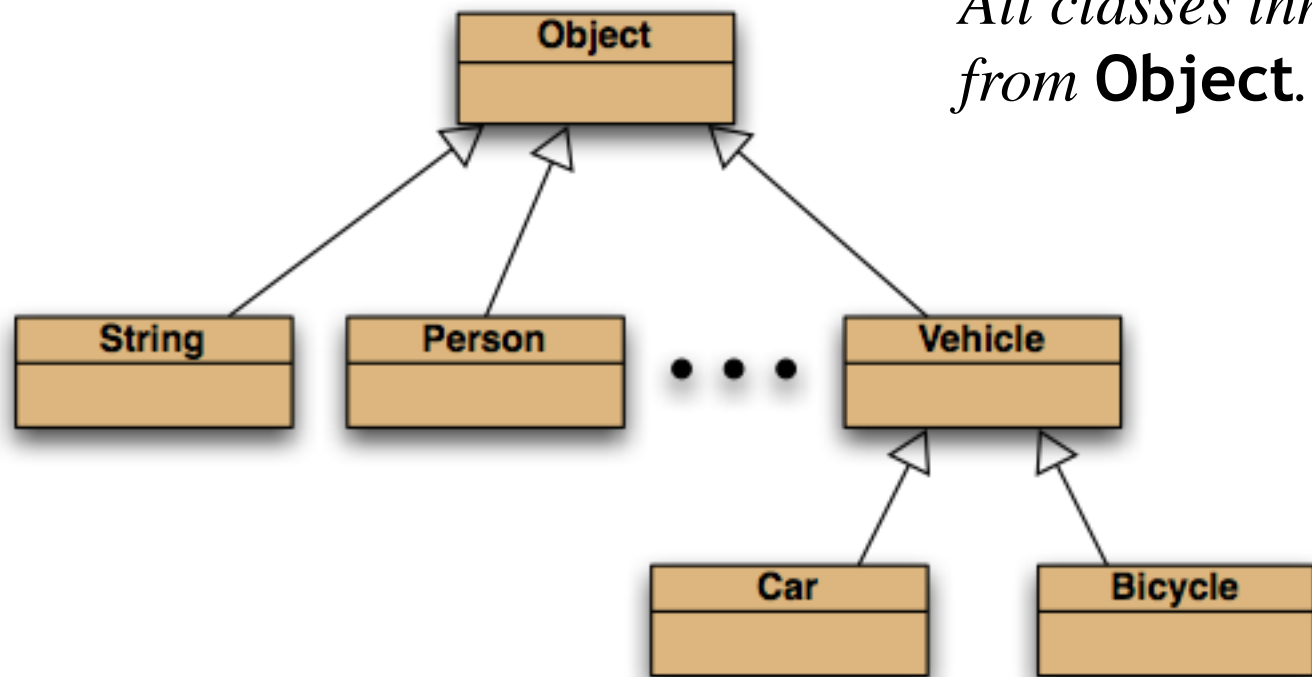 All classes
from Object.
Object
String
Person
Vehicle
Car
Bicycle